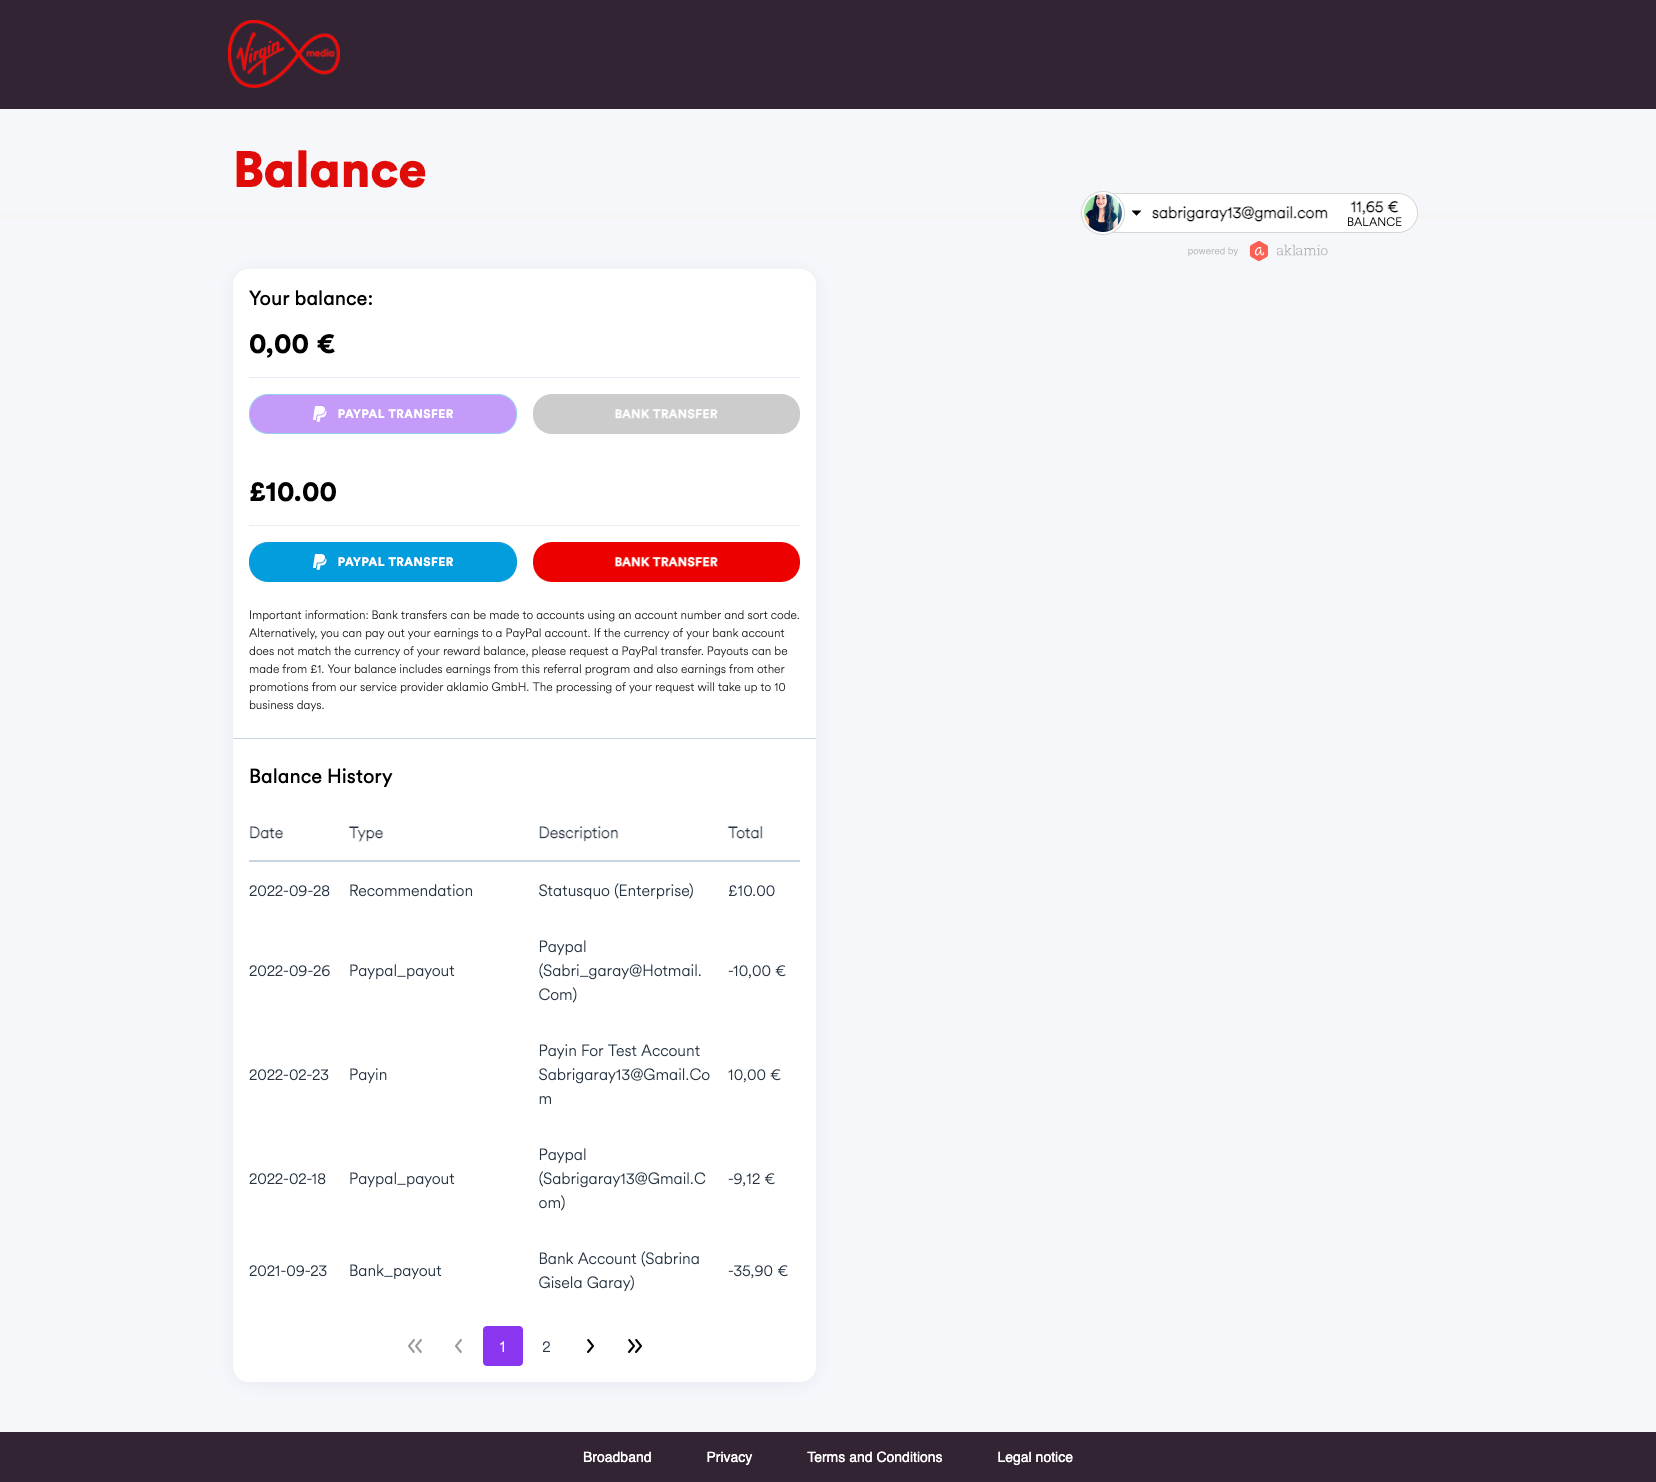 Virgin media
Balance
sabrigaray13@gmail.com
11,65 €
BALANCE
powered by aklamio
Your balance:
0,00 €
PAYPAL TRANSFER
BANK TRANSFER
£10.00
PAYPAL TRANSFER
BANK TRANSFER
Important information: Bank transfers can be made to accounts using an account number and sort code.
Alternatively, you can pay out your earnings to a PayPal account. If the currency of your bank account
does not match the currency of your reward balance, please request a PayPal transfer. Payouts can be
made from £1. Your balance includes earnings from this referral program and also earnings from other
promotions from our service provider aklamio GmbH. The processing of your request will take up to 10
business days.
Balance History
Date Type Description Total
2022-09-28 Recommendation Statusquo (Enterprise) £10.00
Paypal
2022-09-26 Paypal_payout (Sabri_garay@Hotmail. -10,00 €
Com)
Payin For Test Account
2022-02-23 Payin Sabrigaray13@Gmail.Co 10,00 €
m
Paypal
2022-02-18 Paypal_payout (Sabrigaray13@Gmail.C -9,12 €
om)
Bank Account (Sabrina
2021-09-23 Bank_payout -35,90 €
Gisela Garay)
1 2
Broadband Privacy Terms and Conditions Legal notice